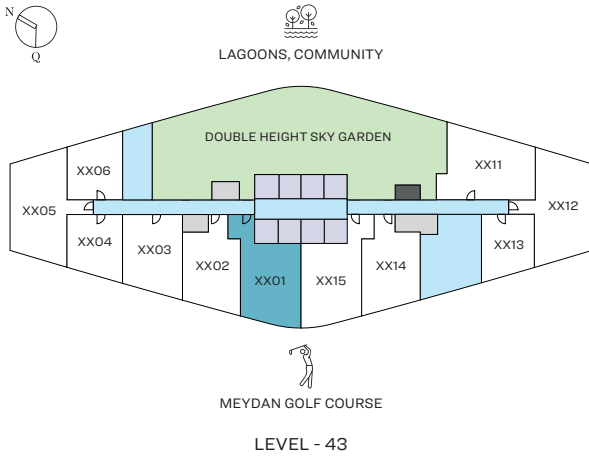 N
Q
LAGOONS, COMMUNITY
DOUBLE HEIGHT SKY GARDEN
XX06
XX11
XX05
XX12
XX04
XX03
XX02
XX01
XX15
XX14
XX13
MEYDAN GOLF COURSE
LEVEL - 43